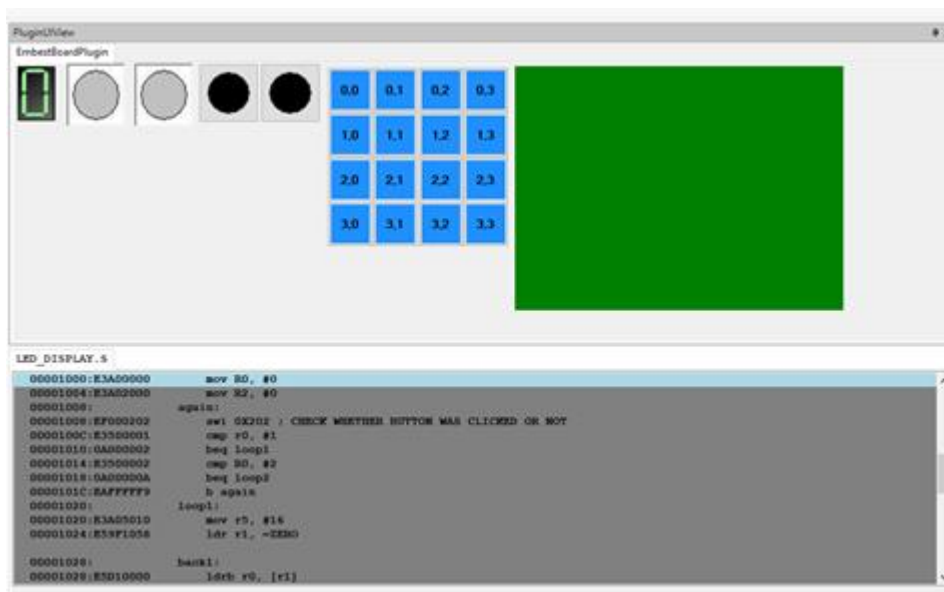 PluginUIView
EmbestBoardPlugin
0
0,0 0,1 0,2 0,3
1,0 1,1 1,2 1,3
2,0 2,1 2,2 2,3
3,0 3,1 3,2 3,3
LED_DISPLAY.S
00001000:E3A00000 mov R0, #0
00001004:E3A02000 mov R2, #0
00001008: again:
00001008:EF000202 swi 0X202 ; CHECK WHETHER BUTTON WAS CLICKED OR NOT
0000100C:E3500001 cmp r0, #1
00001010:0A000002 beq loop1
00001014:E3500002 cmp R0, #2
00001018:0A00000A beq loop2
0000101C:EAFFFFF9 b again
00001020: loop1:
00001020:E3A05010 mov r5, #16
00001024:E59F1058 ldr r1, =ZERO
00001028: back1:
00001028:E5D10000 ldrb r0, [r1]